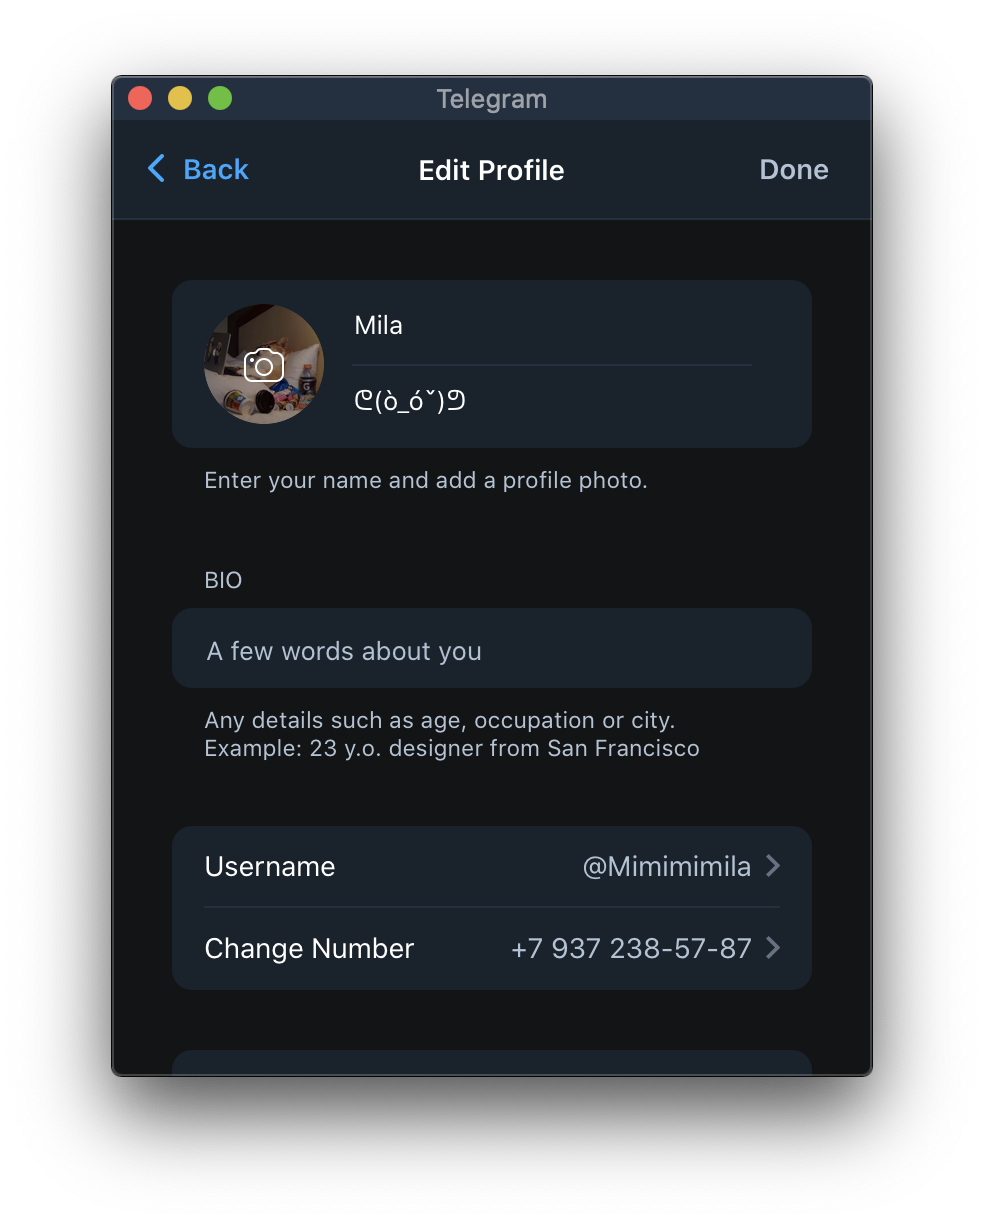 Telegram
Back
Edit Profile
Done
Mila
ᕦ(ò_óˇ)ᕤ
Enter your name and add a profile photo.
BIO
A few words about you
Any details such as age, occupation or city.
Example: 23 y.o. designer from San Francisco
Username
@Mimimimila
Change Number
+7 937 238-57-87